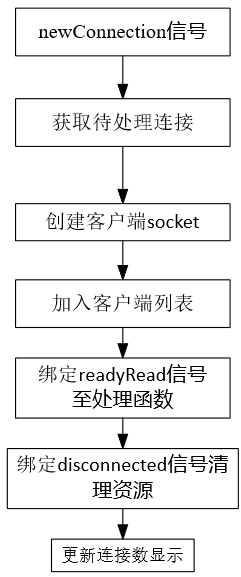 newConnection信号
获取待处理连接
创建客户端socket
加入客户端列表
绑定readyRead信号
至处理函数
绑定disconnected信号清
理资源
更新连接数显示